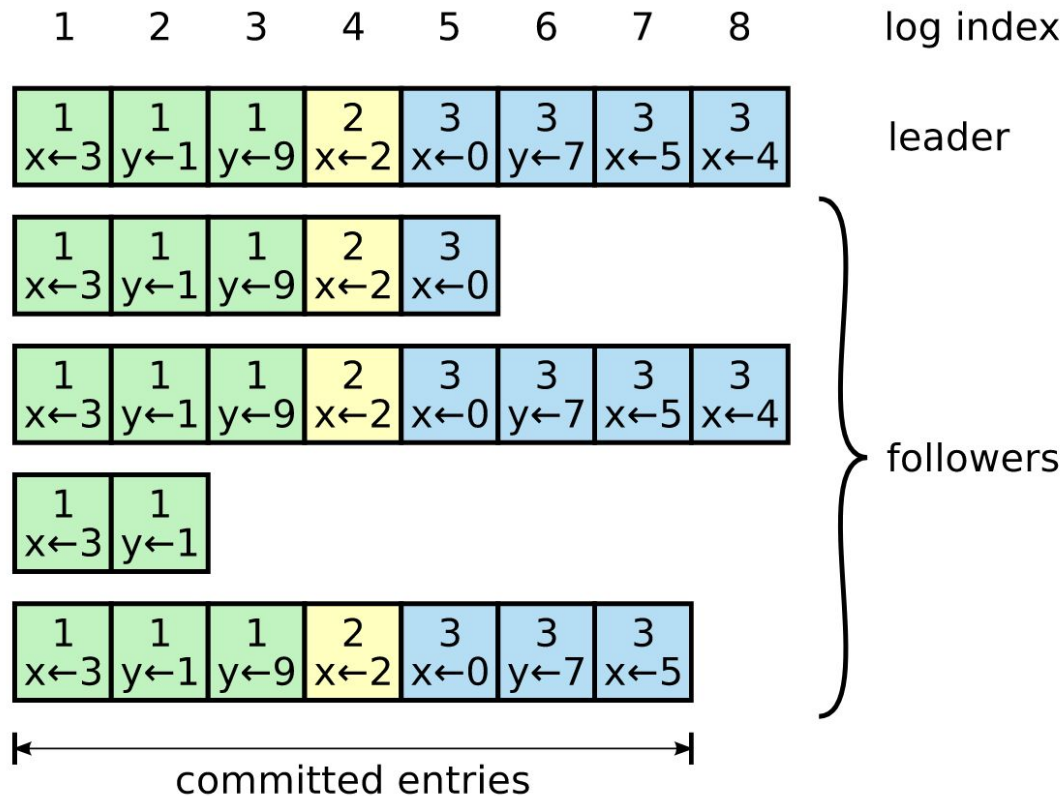 1 2 3 4 5 6 7 8 log index
1 1 1 2 3 3 3 3
x←3 y←1 y←9 x←2 x←0 y←7 x←5 x←4
leader
1 1 1 2 3
x←3 y←1 y←9 x←2 x←0
1 1 1 2 3 3 3 3
x←3 y←1 y←9 x←2 x←0 y←7 x←5 x←4
followers
1 1
x←3 y←1
1 1 1 2 3 3 3
x←3 y←1 y←9 x←2 x←0 y←7 x←5
committed entries